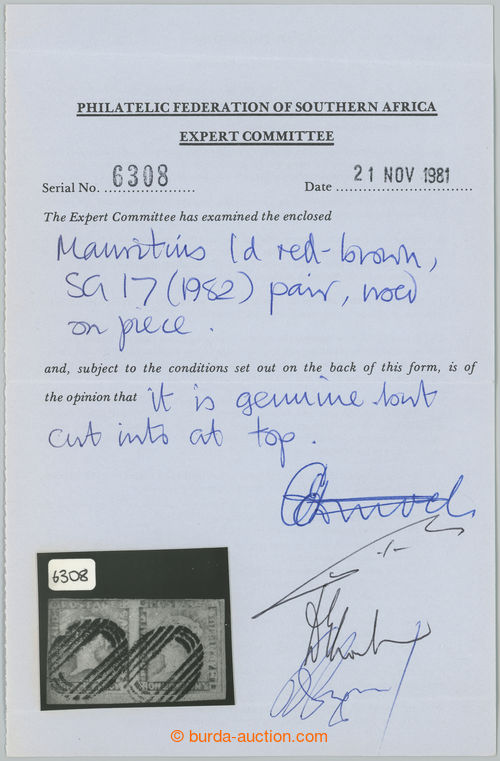 PHILATELIC FEDERATION OF SOUTHERN AFRICA
EXPERT COMMITTEE
Serial No. 6308 Date 21 NOV 1981
The Expert Committee has examined the enclosed
Mauritius 1d red-brown,
SG 17 (1982) pair, used
on piece.
and, subject to the conditions set out on the back of this form, is of
the opinion that it is genuine but
cut into at top.
6308
© burda-auction.com